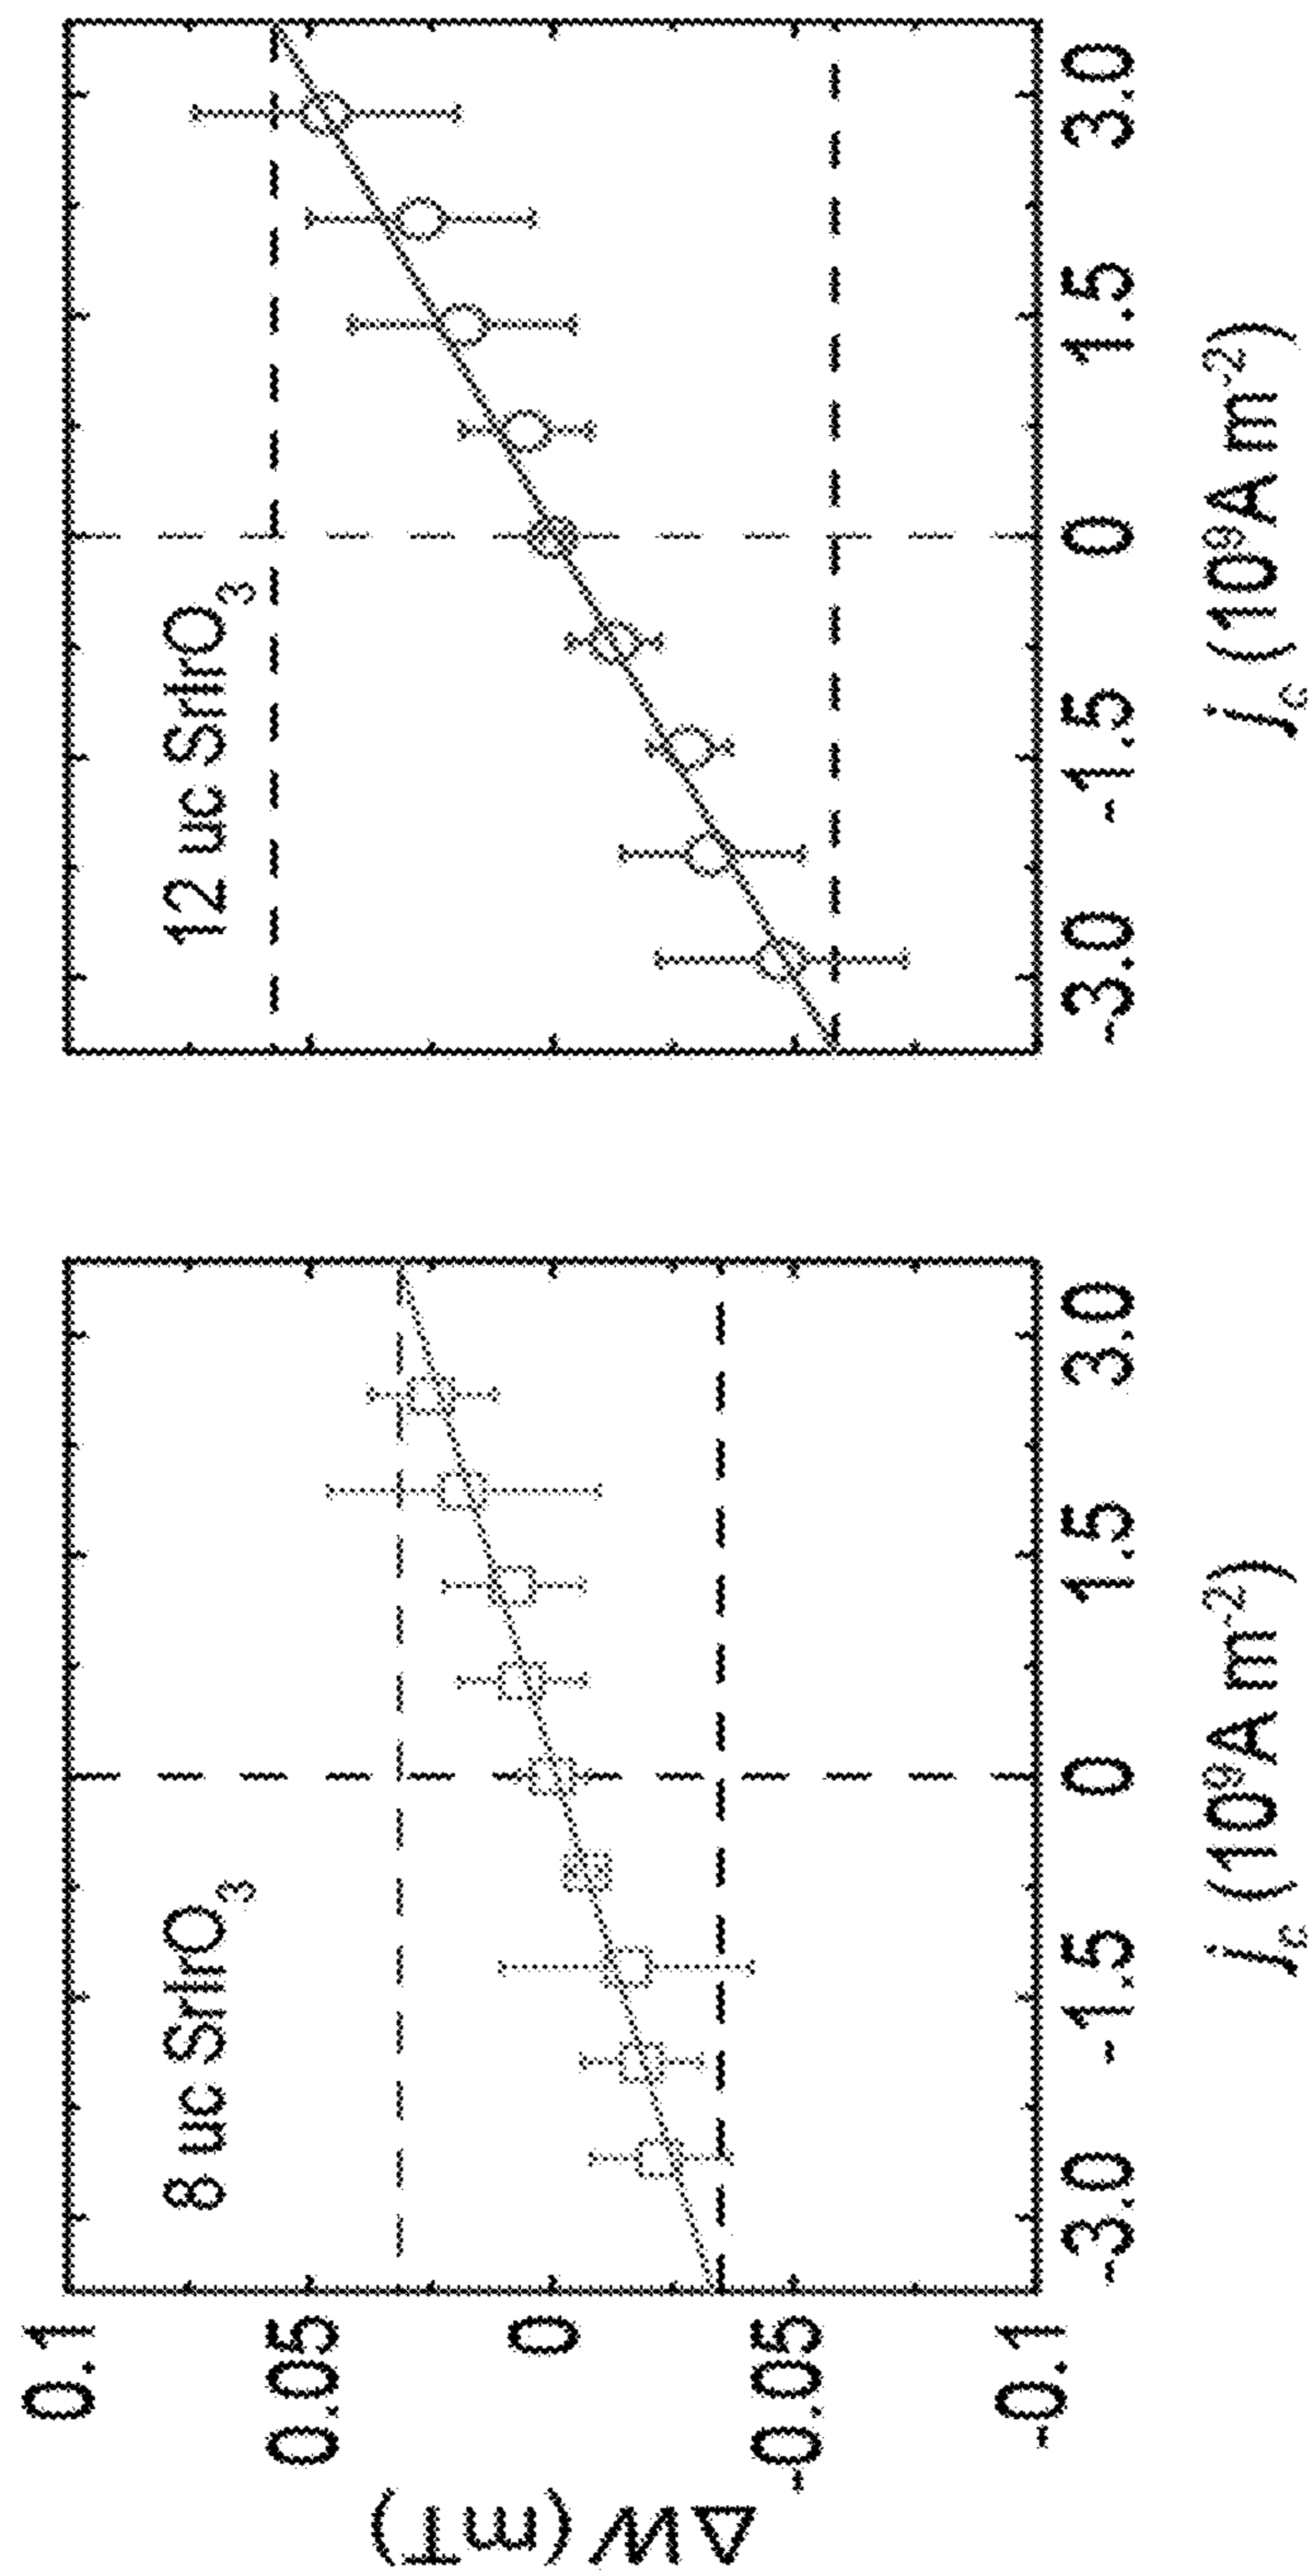 ΔW (mT)
0.1
0.05
0
-0.05
-0.1
8 uc SrIrO3
-3.0 -1.5 0 1.5 3.0
jc (10⁹A m⁻²)
12 uc SrIrO3
-3.0 -1.5 0 1.5 3.0
jc (10⁹A m⁻²)